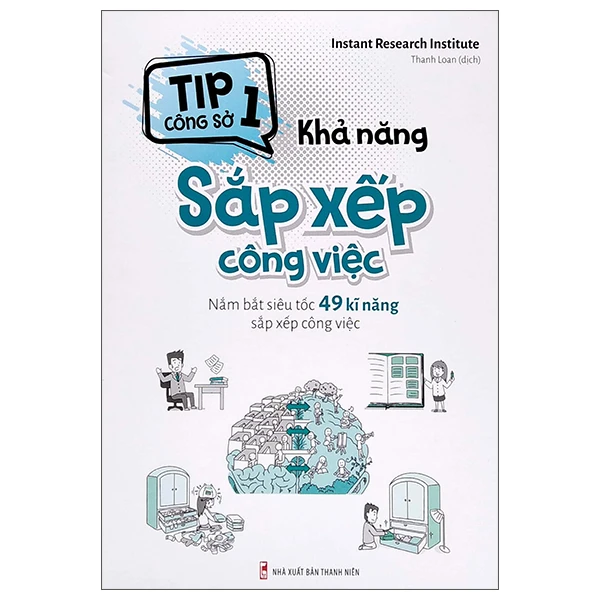 Instant Research Institute
Thanh Loan (dịch)
TIP
CÔNG SỞ 1
Khả năng
Sắp xếp
công việc
Nắm bắt siêu tốc 49 kĩ năng
sắp xếp công việc
NHÀ XUẤT BẢN THANH NIÊN